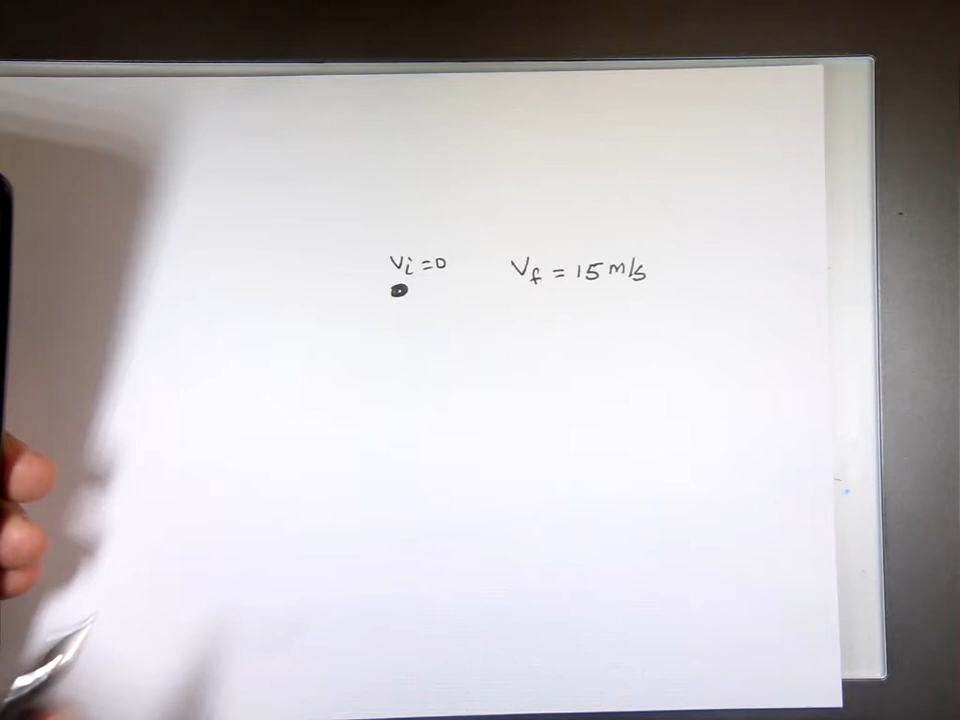 Vi = 0    Vf = 15 m/s